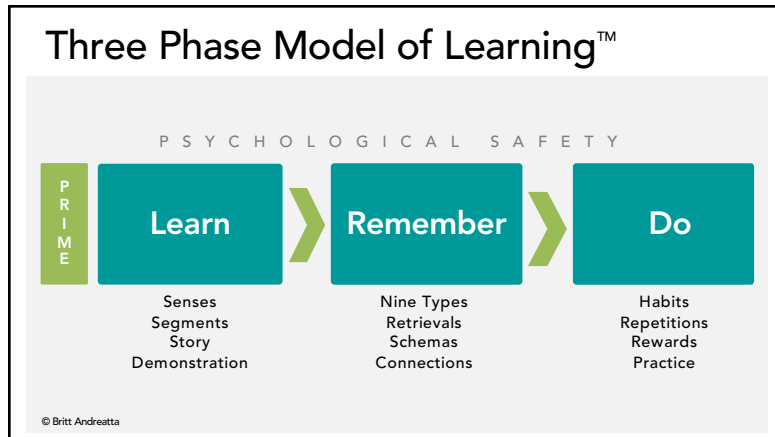 Three Phase Model of Learning™
PSYCHOLOGICAL SAFETY
PRIME
Learn
Remember
Do
Senses
Segments
Story
Demonstration
Nine Types
Retrievals
Schemas
Connections
Habits
Repetitions
Rewards
Practice
© Britt Andreatta